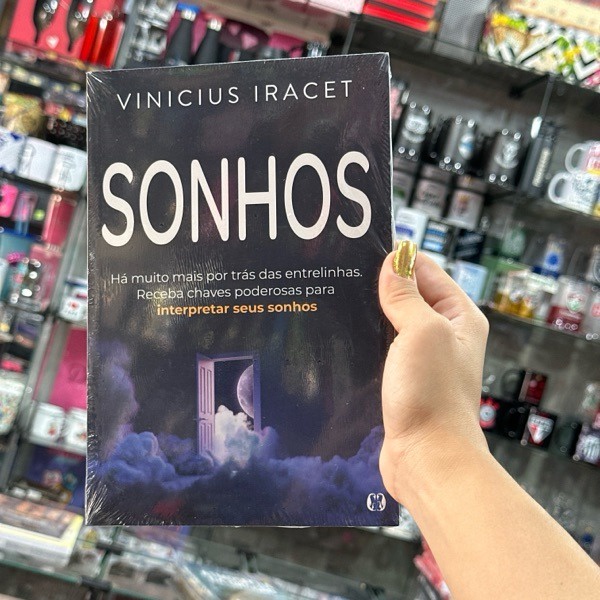 VINICIUS IRACET
SONHOS
Há muito mais por trás das entrelinhas.
Receba chaves poderosas para
interpretar seus sonhos